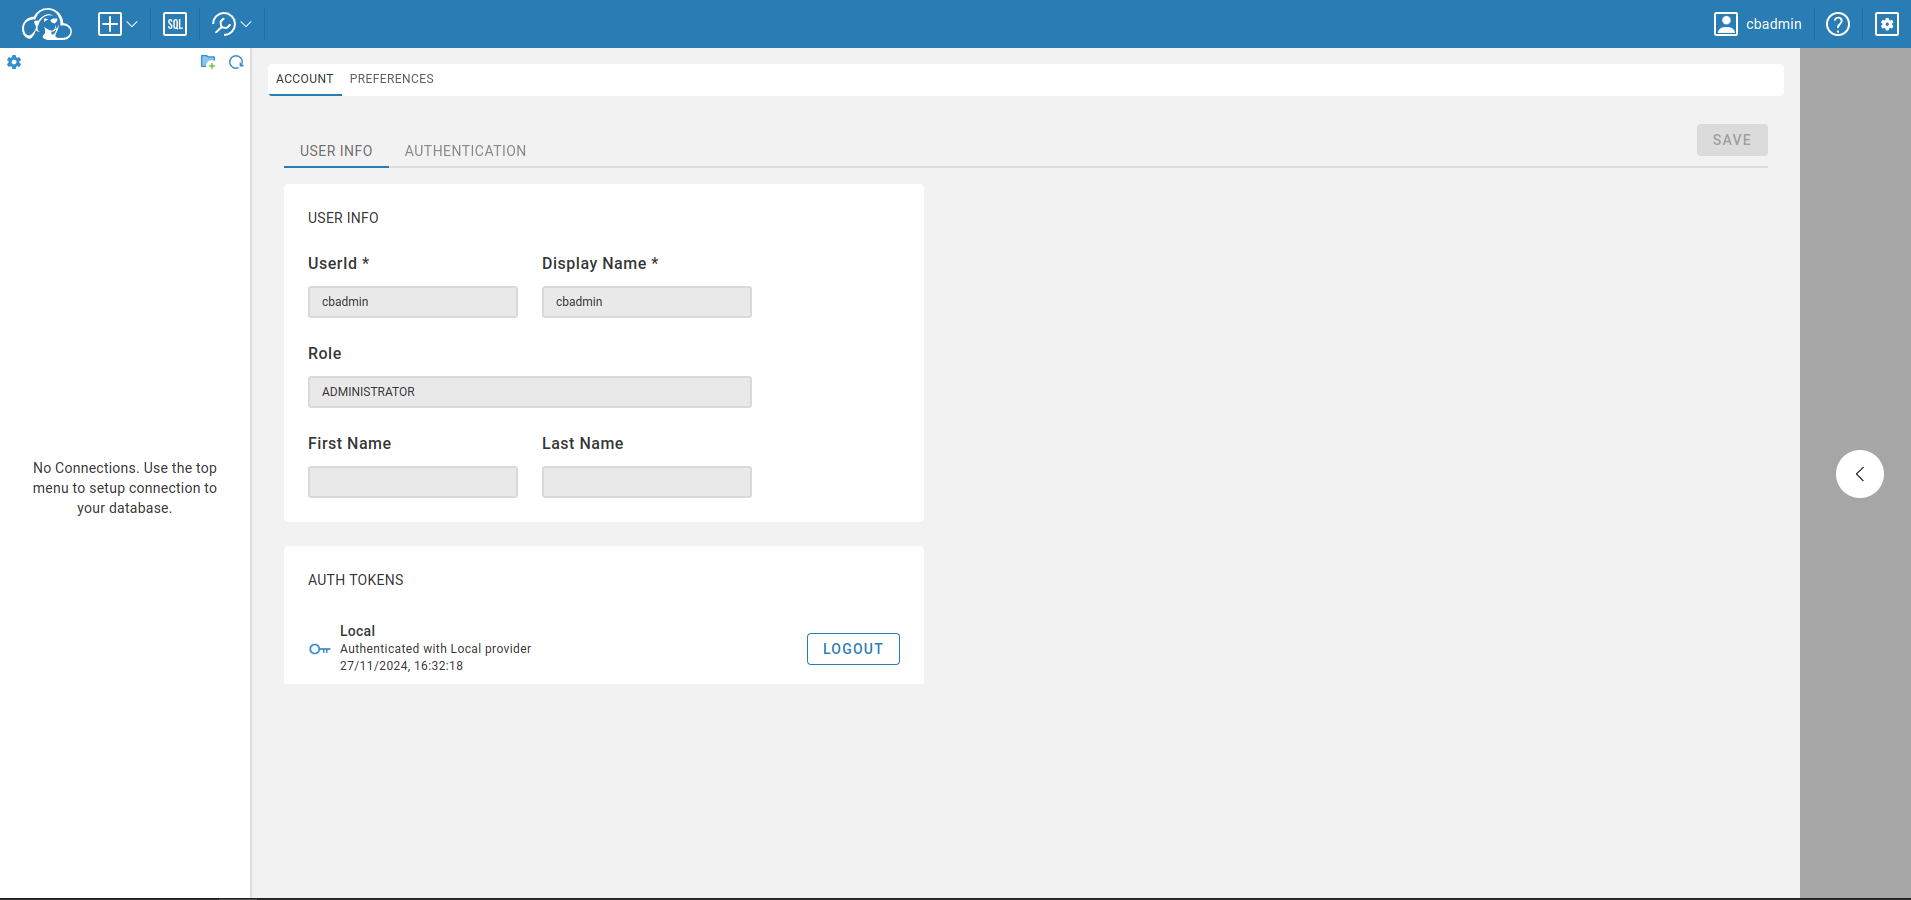 SQL
cbadmin
ACCOUNT PREFERENCES
SAVE
USER INFO AUTHENTICATION
USER INFO
UserId * Display Name *
cbadmin cbadmin
Role
ADMINISTRATOR
First Name Last Name
No Connections. Use the top
menu to setup connection to
your database.
AUTH TOKENS
Local
Authenticated with Local provider
27/11/2024, 16:32:18
LOGOUT